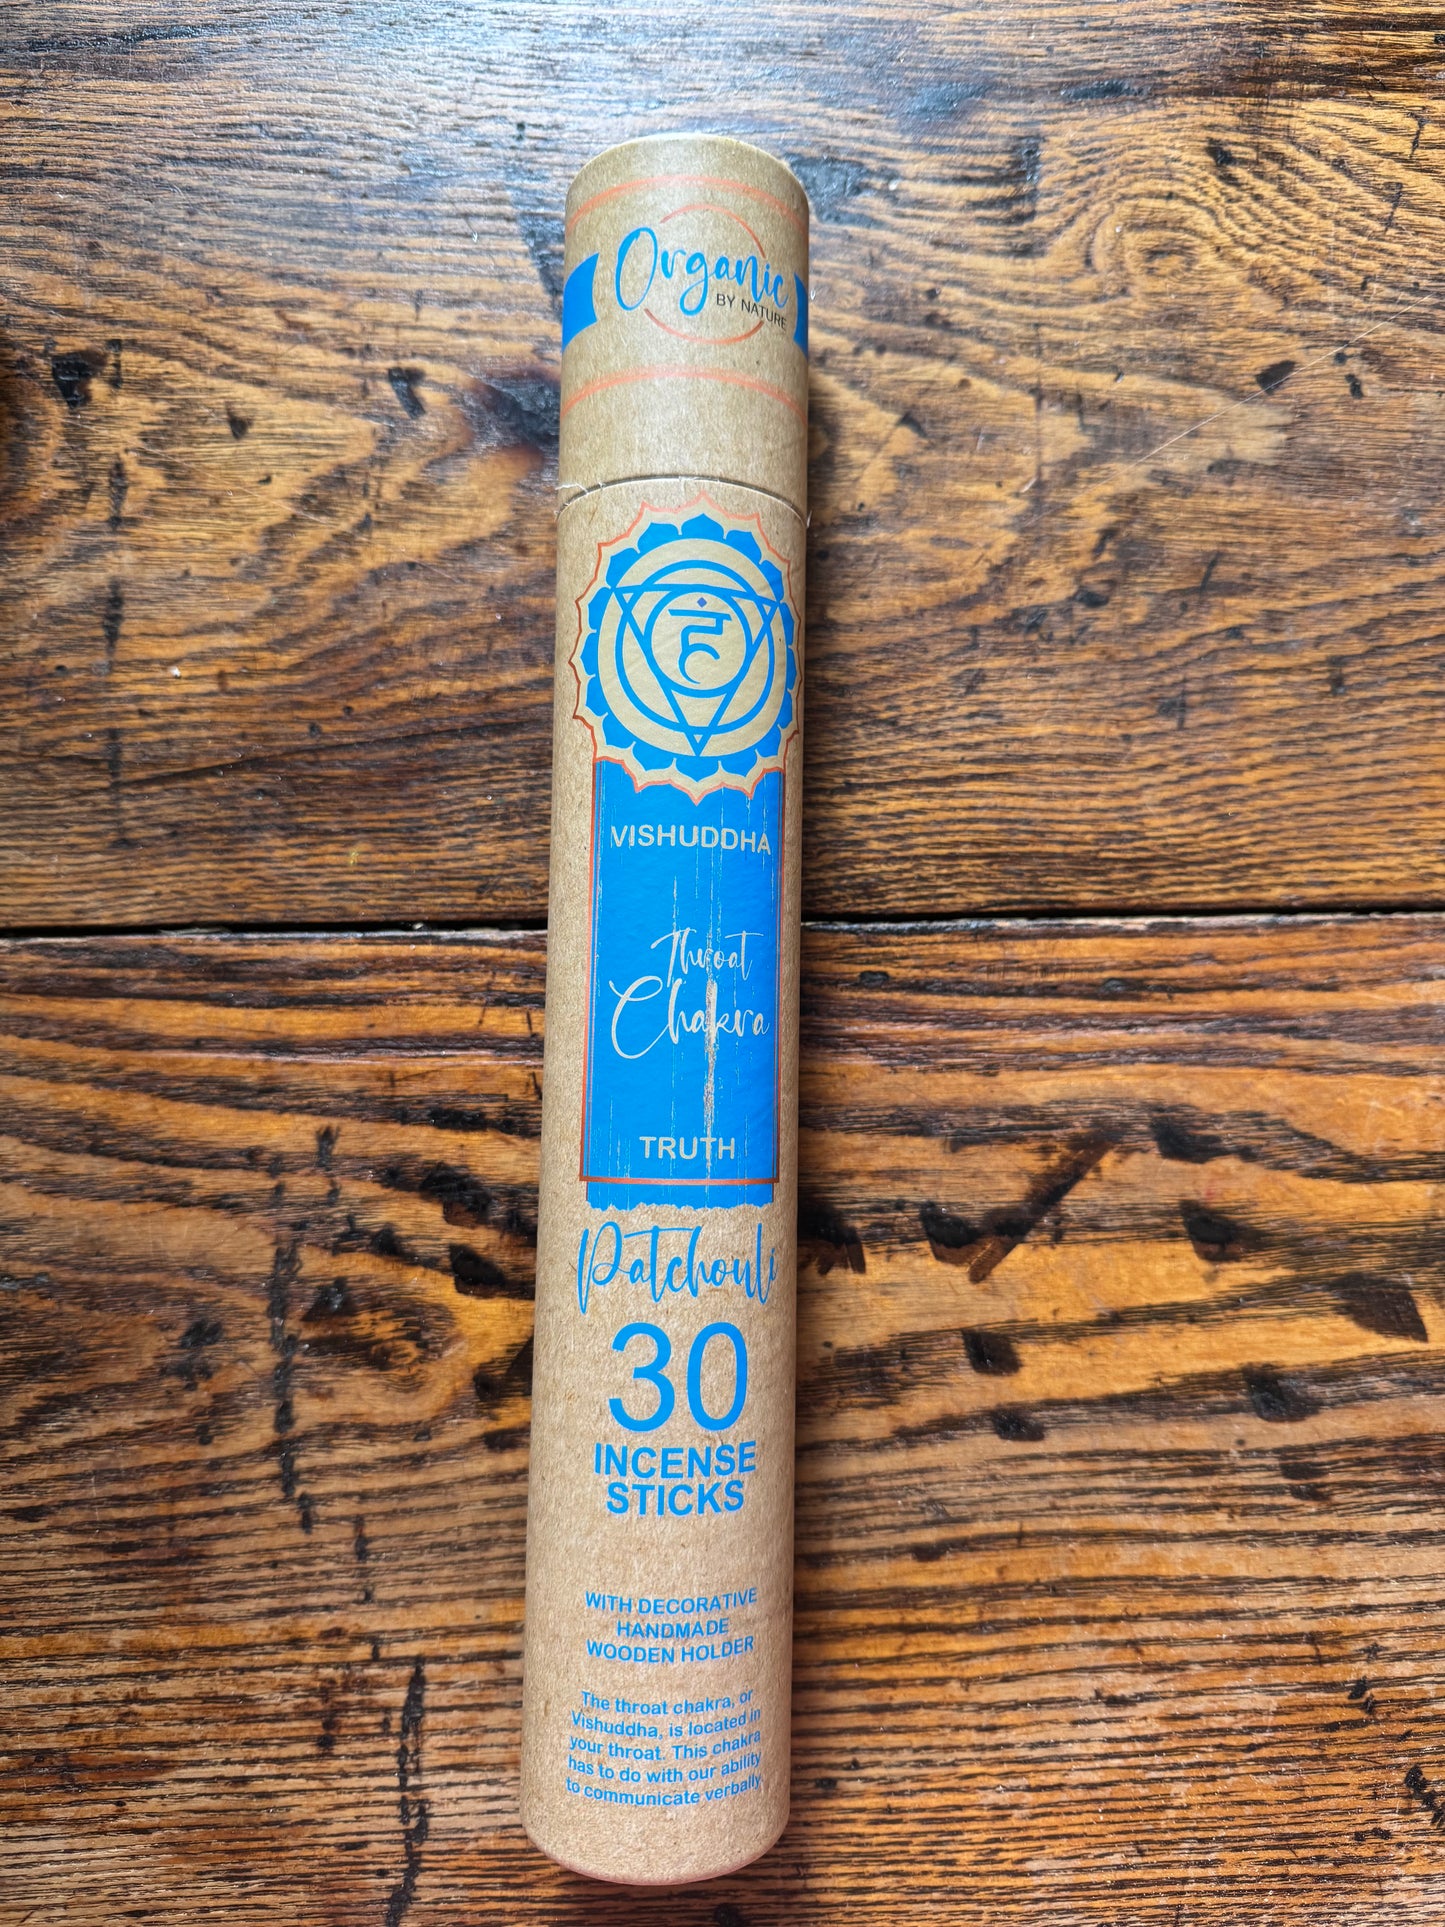 Organic
BY NATURE
हं
VISHUDDHA
Throat
Chakra
TRUTH
Patchouli
30
INCENSE
STICKS
WITH DECORATIVE
HANDMADE
WOODEN HOLDER
The throat chakra, or
Vishuddha, is located in
your throat. This chakra
has to do with our ability
to communicate verbally